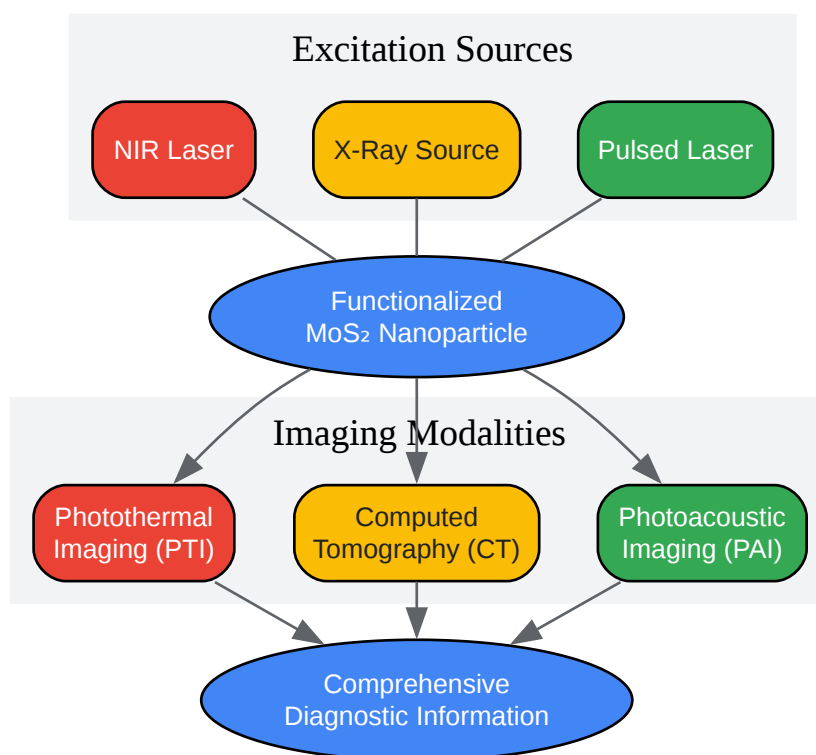 Excitation Sources
NIR Laser
X-Ray Source
Pulsed Laser
Functionalized
MoS₂ Nanoparticle
Imaging Modalities
Photothermal
Imaging (PTI)
Computed
Tomography (CT)
Photoacoustic
Imaging (PAI)
Comprehensive
Diagnostic Information